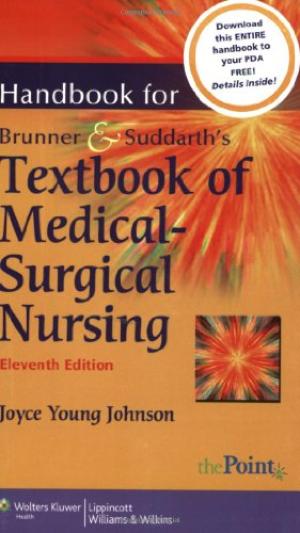 Download
this ENTIRE
handbook to
your PDA
FREE!
Details inside!
Handbook for
Brunner & Suddarth's
Textbook of
Medical-
Surgical
Nursing
Eleventh Edition
Joyce Young Johnson
thePoint
Wolters Kluwer
Health
Lippincott
Williams & Wilkins